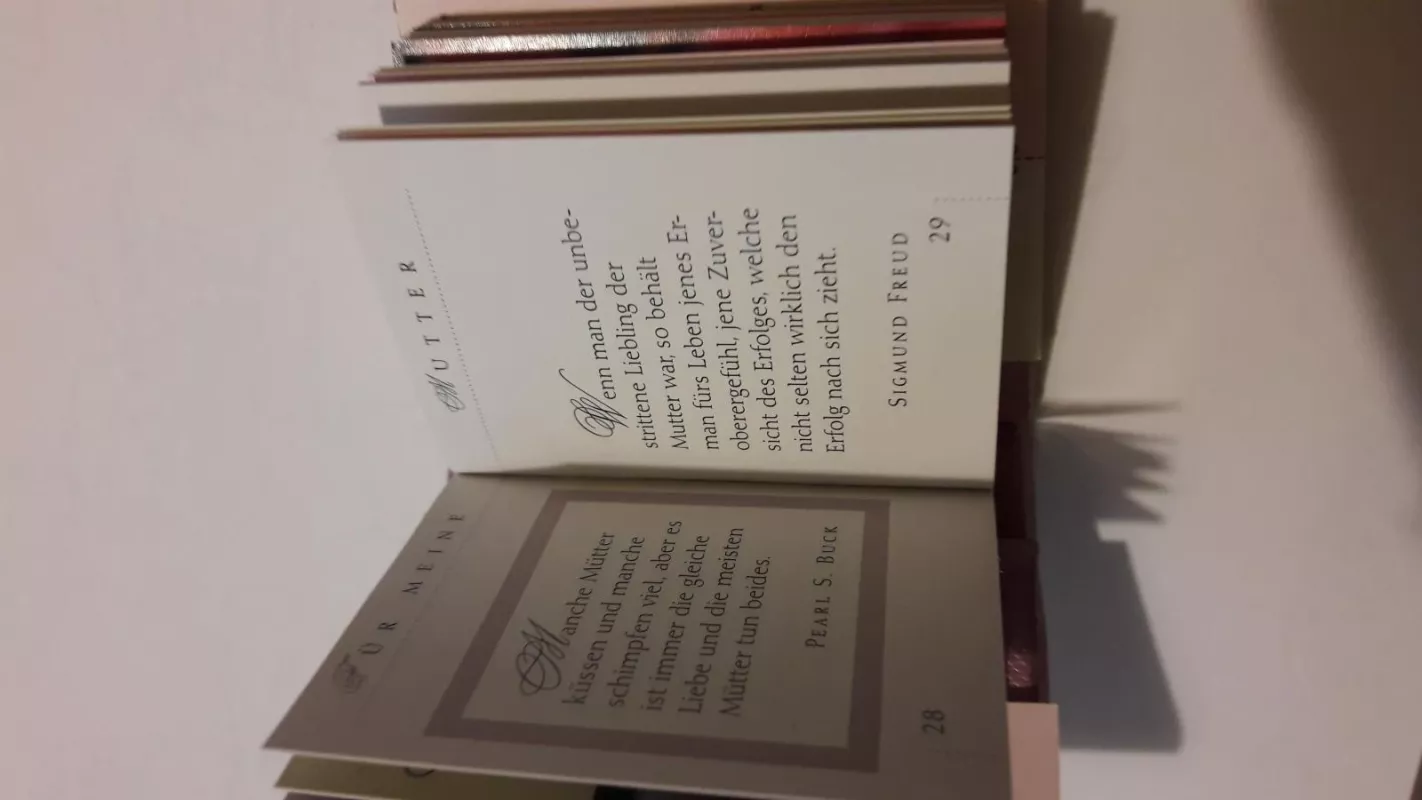 FÜR MEINE
Manche Mütter
küssen und manche
schimpfen viel, aber es
ist immer die gleiche
Liebe und die meisten
Mütter tun beides.
PEARL S. BUCK
28
MUTTER
Wenn man der unbe-
strittene Liebling der
Mutter war, so behält
man fürs Leben jenes Er-
oberergefühl, jene Zuver-
sicht des Erfolges, welche
nicht selten wirklich den
Erfolg nach sich zieht.
SIGMUND FREUD
29